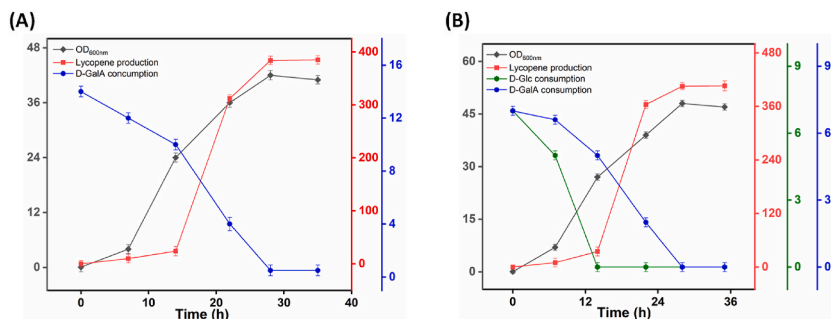 (A)
OD600nm
Lycopene production
D-GalA concumption
48
36
24
12
0
400
300
200
100
0
16
12
8
4
0
0 10 20 30 40
Time (h)
(B)
OD600nm
Lycopene production
D-Glc consumption
D-GalA consumption
60
45
30
15
0
480
360
240
120
0
9
6
3
0
9
6
3
0
0 12 24 36
Time (h)